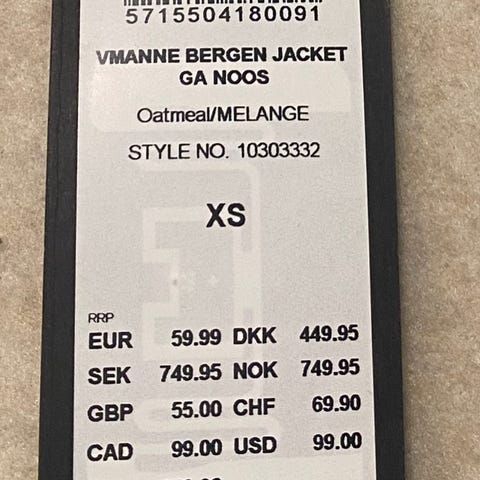 5715504180091
VMANNE BERGEN JACKET
GA NOOS
Oatmeal/MELANGE
STYLE NO. 10303332
XS
RRP
EUR 59.99 DKK 449.95
SEK 749.95 NOK 749.95
GBP 55.00 CHF 69.90
CAD 99.00 USD 99.00